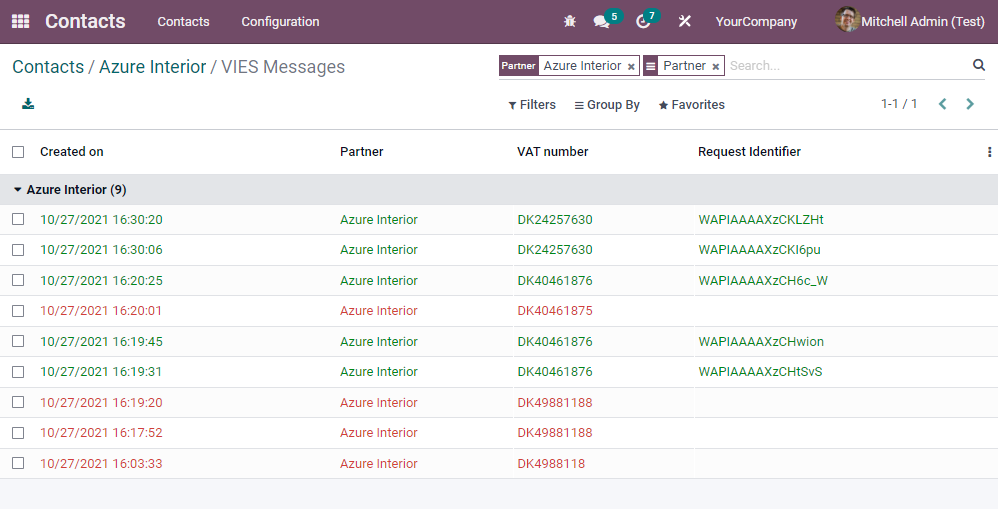 Contacts Contacts Configuration 5 7 YourCompany Mitchell Admin (Test)
Contacts / Azure Interior / VIES Messages Partner Azure Interior × Partner × Search...
Filters Group By Favorites 1-1 / 1
Created on Partner VAT number Request Identifier
Azure Interior (9)
10/27/2021 16:30:20 Azure Interior DK24257630 WAPIAAAAXzCKLZHt
10/27/2021 16:30:06 Azure Interior DK24257630 WAPIAAAAXzCKI6pu
10/27/2021 16:20:25 Azure Interior DK40461876 WAPIAAAAXzCH6c_W
10/27/2021 16:20:01 Azure Interior DK40461875
10/27/2021 16:19:45 Azure Interior DK40461876 WAPIAAAAXzCHwion
10/27/2021 16:19:31 Azure Interior DK40461876 WAPIAAAAXzCHtSvS
10/27/2021 16:19:20 Azure Interior DK49881188
10/27/2021 16:17:52 Azure Interior DK49881188
10/27/2021 16:03:33 Azure Interior DK4988118